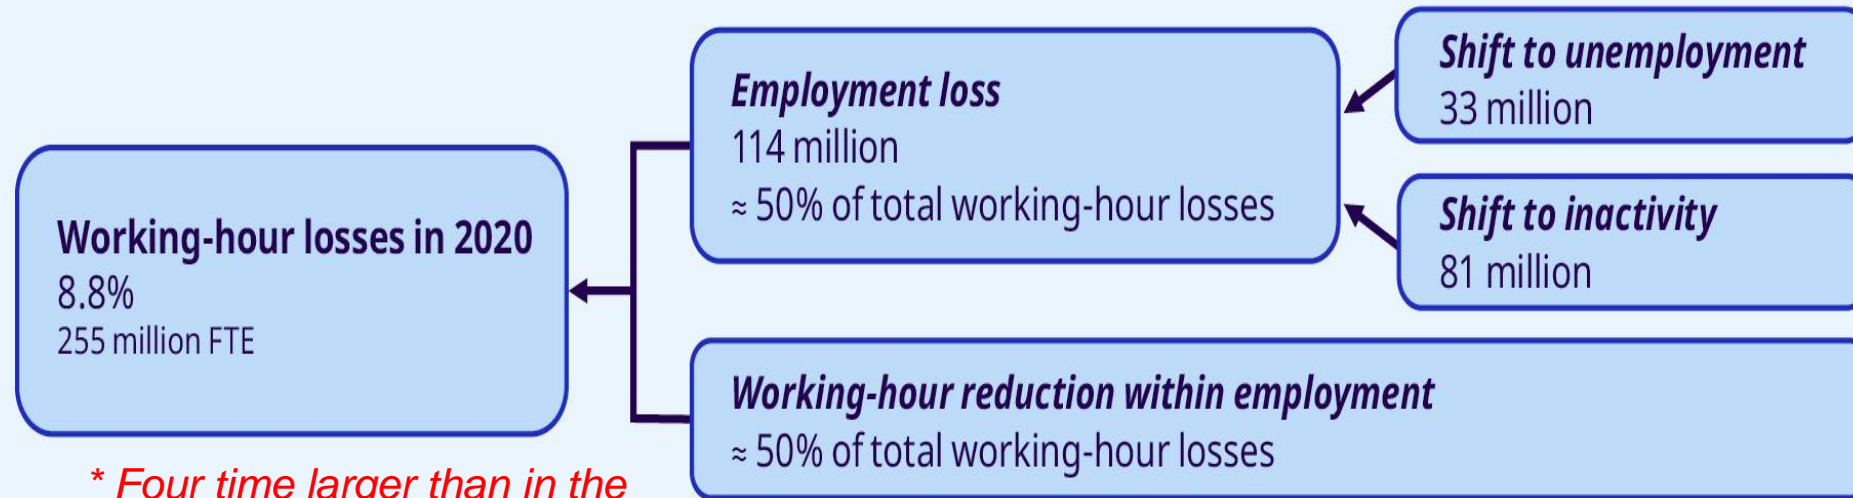 Working-hour losses in 2020
8.8%
255 million FTE
* Four time larger than in the
Employment loss
114 million
≈ 50% of total working-hour losses
Shift to unemployment
33 million
Shift to inactivity
81 million
Working-hour reduction within employment
≈ 50% of total working-hour losses